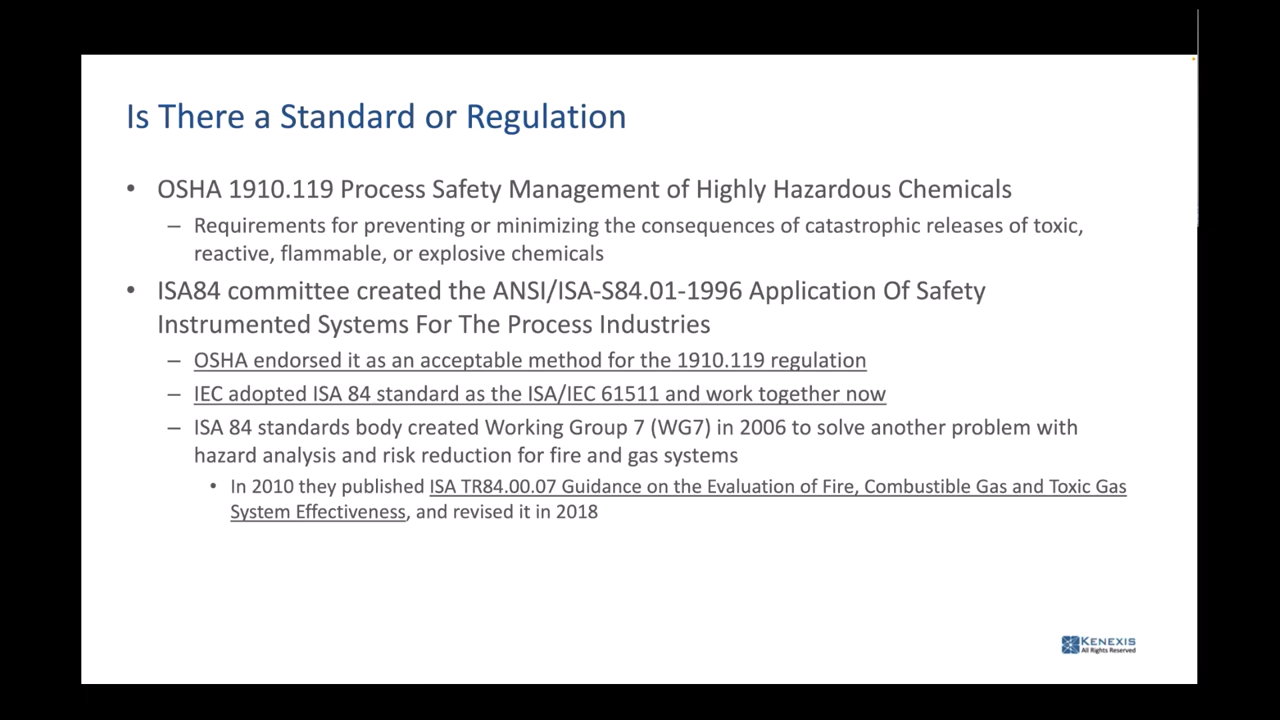 Is There a Standard or Regulation
• OSHA 1910.119 Process Safety Management of Highly Hazardous Chemicals
– Requirements for preventing or minimizing the consequences of catastrophic releases of toxic,
reactive, flammable, or explosive chemicals
• ISA84 committee created the ANSI/ISA-S84.01-1996 Application Of Safety
Instrumented Systems For The Process Industries
– OSHA endorsed it as an acceptable method for the 1910.119 regulation
– IEC adopted ISA 84 standard as the ISA/IEC 61511 and work together now
– ISA 84 standards body created Working Group 7 (WG7) in 2006 to solve another problem with
hazard analysis and risk reduction for fire and gas systems
• In 2010 they published ISA TR84.00.07 Guidance on the Evaluation of Fire, Combustible Gas and Toxic Gas
System Effectiveness, and revised it in 2018
KENEXIS
All Rights Reserved